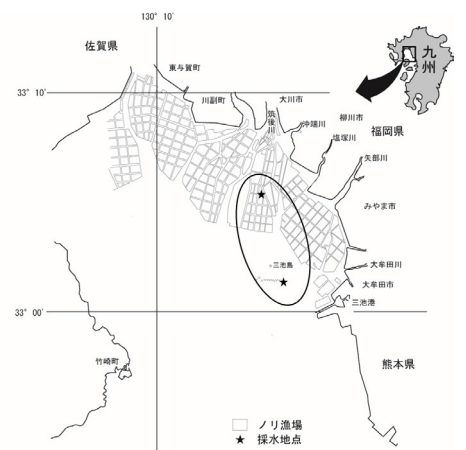 130° 10′
佐賀県
九州
東与賀町
33° 10′
川副町
大川市
筑後川
沖端川
柳川市
福岡県
塩塚川
矢部川
みやま市
三池島
大牟田川
大牟田市
三池港
33° 00′
竹崎町
熊本県
ノリ漁場
★ 採水地点